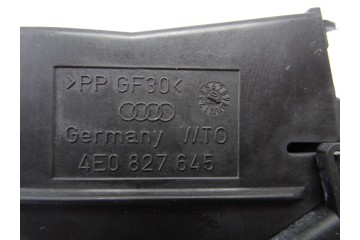 >PP GF30<
Germany WTO
4E0 827 645